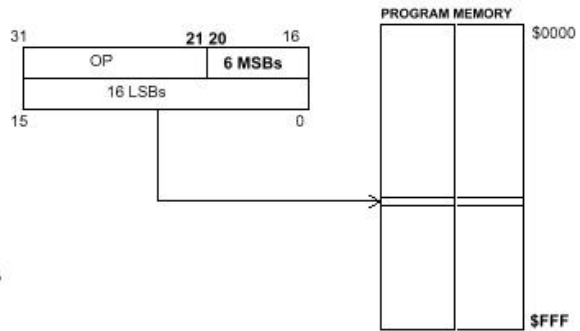 PROGRAM MEMORY
31 21 20 16 $0000
OP 6 MSBs
16 LSBs
15 0
$FFF